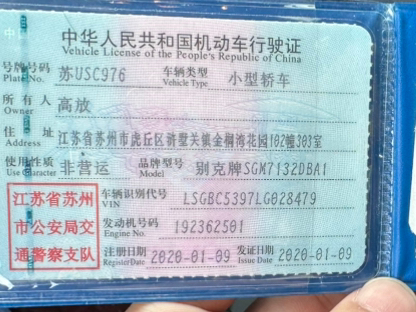 中华人民共和国机动车行驶证
Vehicle License of the People's Republic of China
号牌号码 苏USC976 车辆类型 小型轿车
Plate No. Vehicle Type
所有人 高放
Owner
住址 江苏省苏州市虎丘区浒墅关镇金桐湾花园102幢303室
Address
使用性质 非营运 品牌型号 别克牌SGM7132DBA1
Use Character Model
江苏省苏州 车辆识别代号 LSGBC5397LG028479
VIN
市公安局交 发动机号码 192362501
Engine No.
通警察支队 注册日期 2020-01-09 发证日期 2020-01-09
Register Date Issue Date